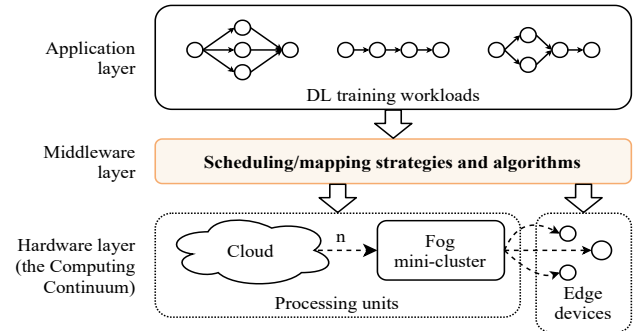 Application
layer
DL training workloads
Middleware
layer
Scheduling/mapping strategies and algorithms
Hardware layer
(the Computing
Continuum)
Cloud
n
Fog
mini-cluster
Processing units
Edge
devices